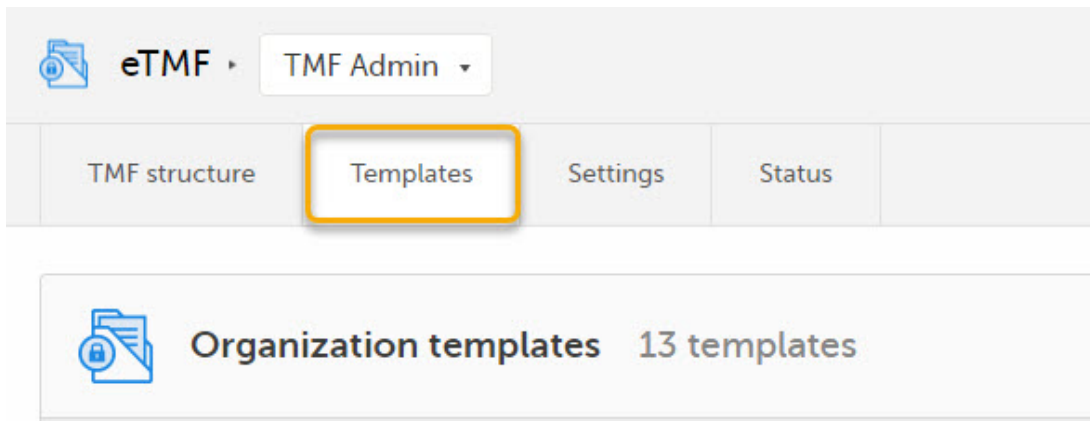 eTMF TMF Admin
TMF structure Templates Settings Status
Organization templates 13 templates